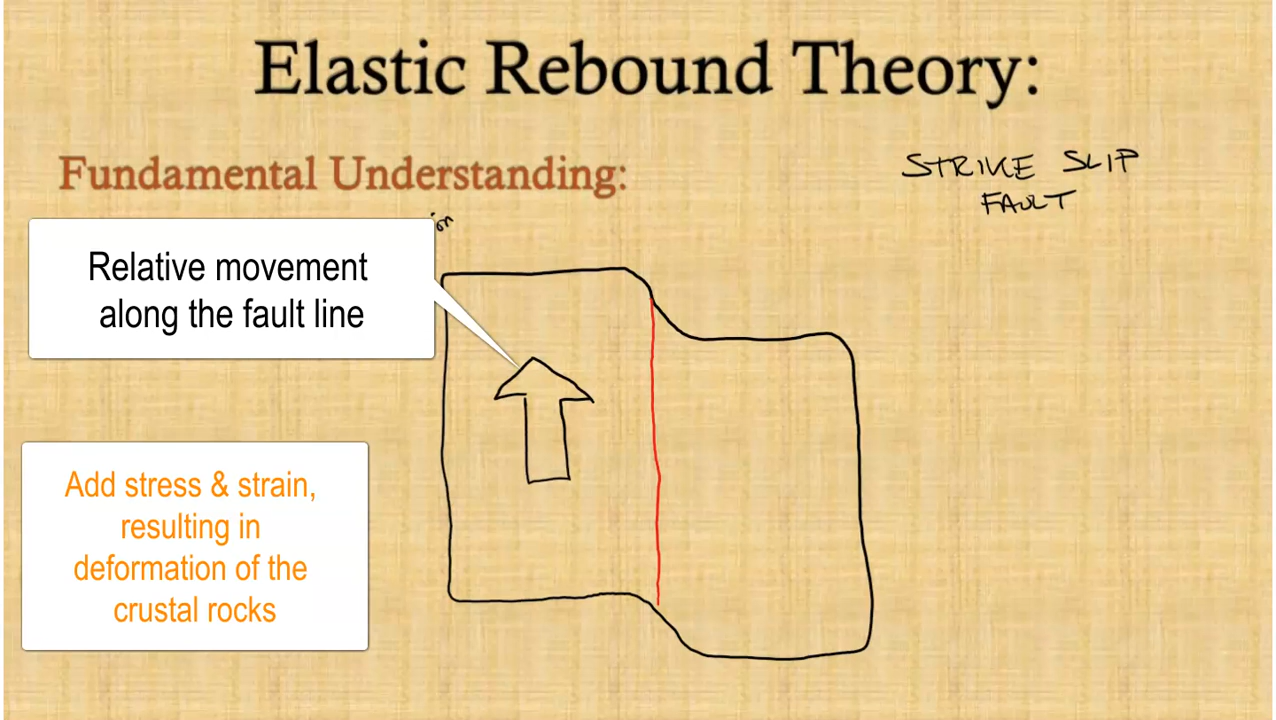 Elastic Rebound Theory:
Fundamental Understanding:
STRIKE SLIP
FAULT
Relative movement
along the fault line
Add stress & strain,
resulting in
deformation of the
crustal rocks